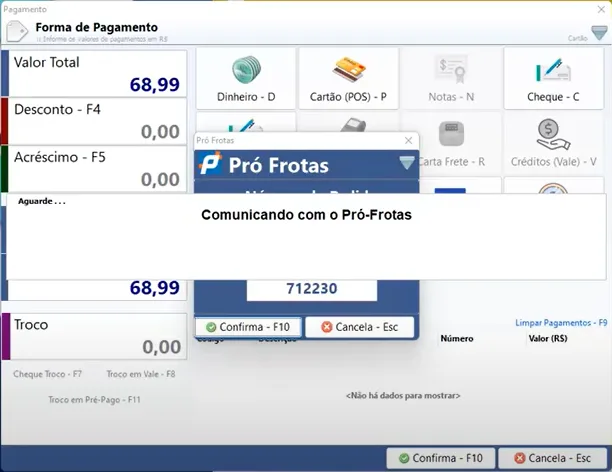 Pagamento
Forma de Pagamento
Informe os valores de pagamentos em R$
Cartão
Valor Total
68,99
Desconto - F4
0,00
Acréscimo - F5
0,00
68,99
Troco
0,00
Cheque Troco - F7
Troco em Vale - F8
Troco em Pré-Pago - F11
Dinheiro - D
Cartão (POS) - P
Notas - N
Cheque - C
Carta Frete - R
Créditos (Vale) - V
Pró Frotas
Pró Frotas
Aguarde . . .
Comunicando com o Pró-Frotas
712230
Confirma - F10
Cancela - Esc
Limpar Pagamentos - F9
Número
Valor (R$)
<Não há dados para mostrar>
Confirma - F10
Cancela - Esc